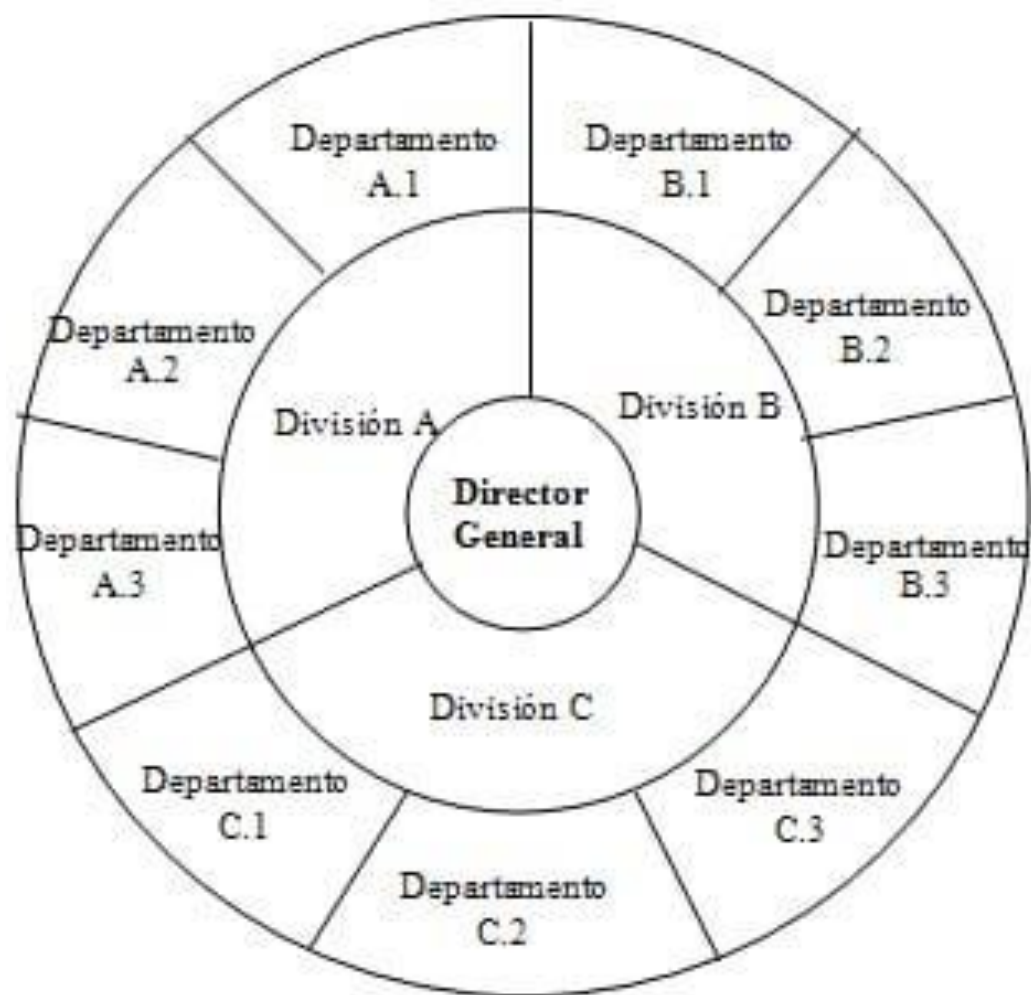 Departamento
A.1
Departamento
B.1
Departamento
A.2
Departamento
B.2
División A
División B
Director
General
Departamento
A.3
Departamento
B.3
División C
Departamento
C.1
Departamento
C.3
Departamento
C.2